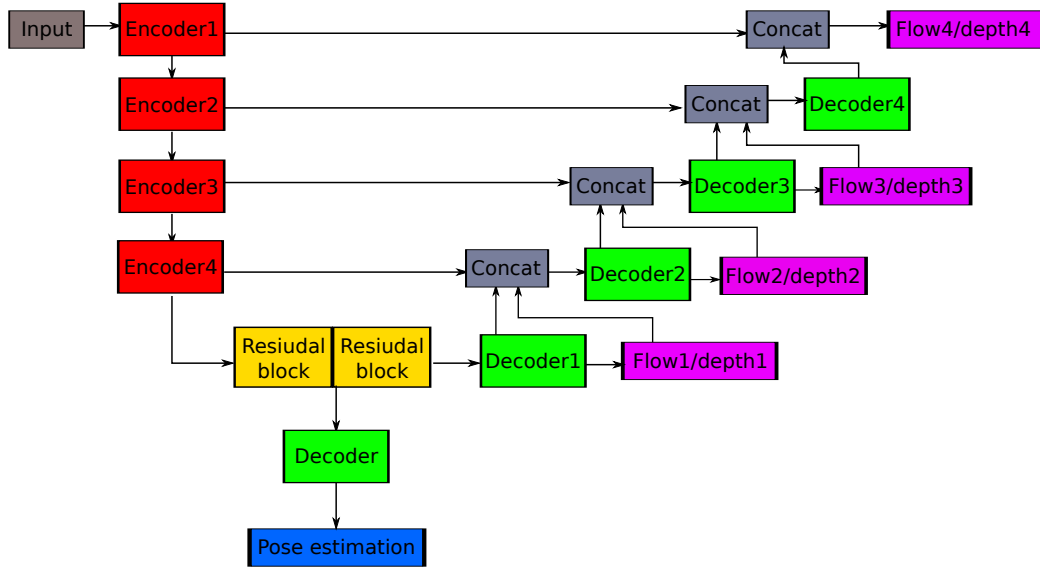 Input
Encoder1
Concat
Flow4/depth4
Encoder2
Concat
Decoder4
Encoder3
Concat
Decoder3
Flow3/depth3
Encoder4
Concat
Decoder2
Flow2/depth2
Resiudal
block
Resiudal
block
Decoder1
Flow1/depth1
Decoder
Pose estimation